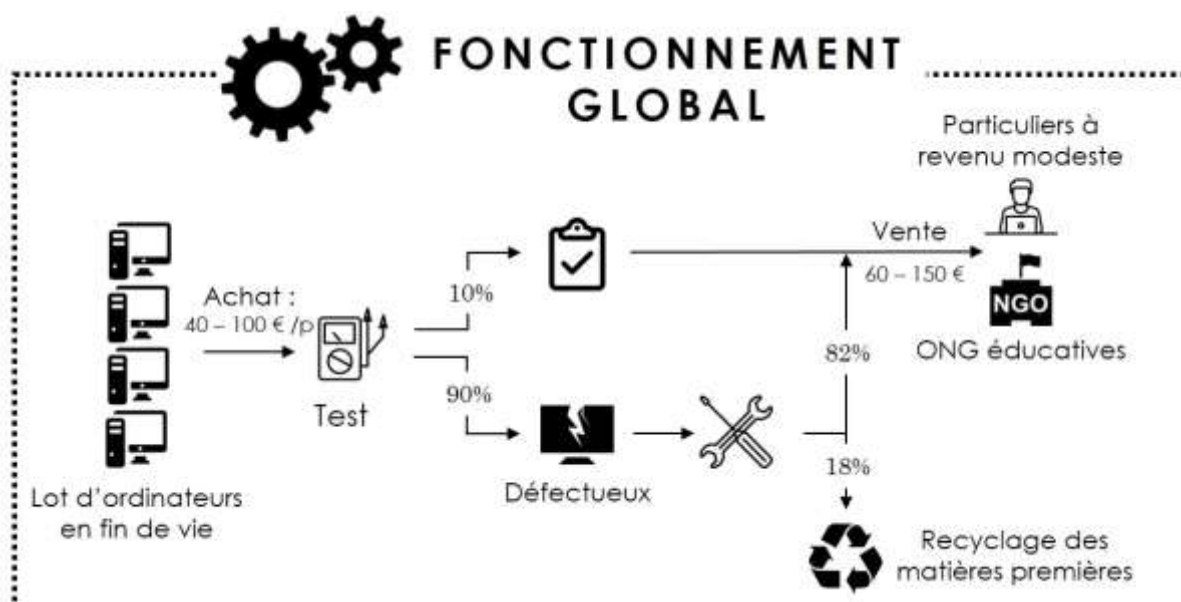 FONCTIONNEMENT
GLOBAL
Particuliers à
revenu modeste
Vente
60 – 150 €
NGO
ONG éducatives
Achat :
40 – 100 € /p
10%
90%
82%
18%
Test
Défectueux
Lot d'ordinateurs
en fin de vie
Recyclage des
matières premières